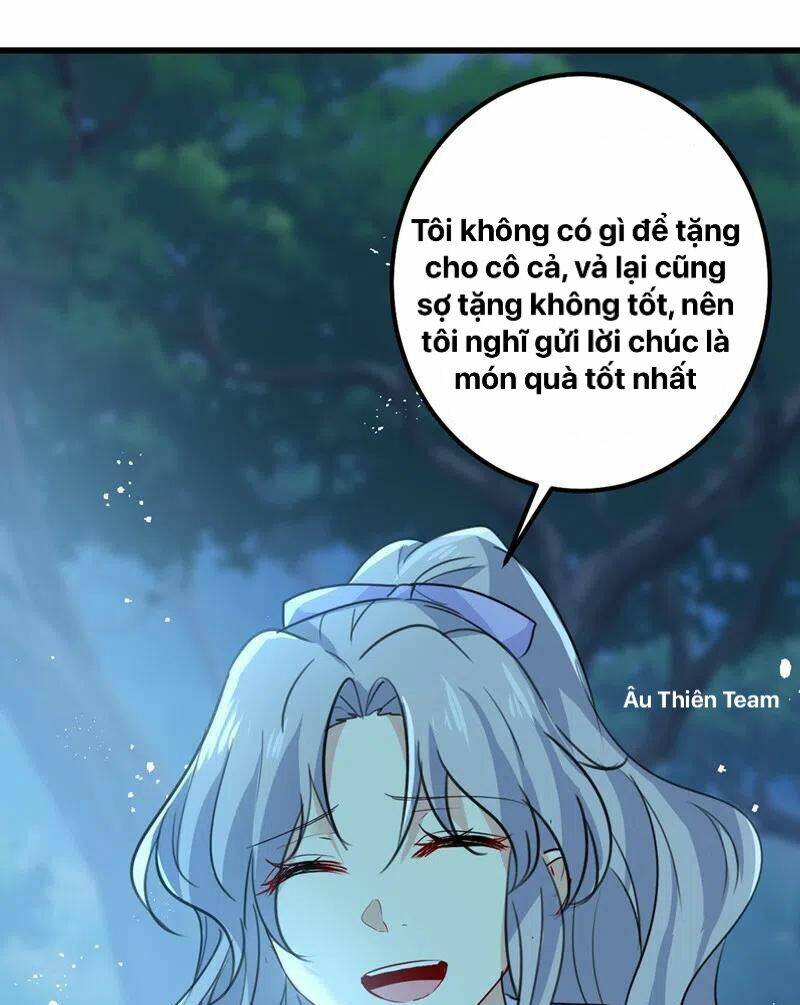 Tôi không có gì để tặng
cho cô cả, vả lại cũng
sợ tặng không tốt, nên
tôi nghĩ gửi lời chúc là
món quà tốt nhất
Âu Thiên Team